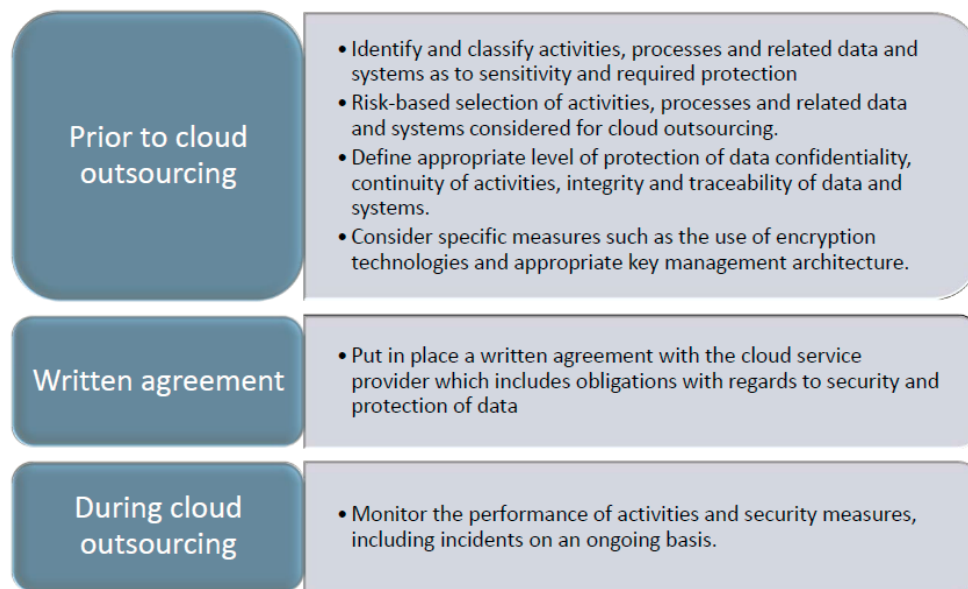 Prior to cloud
outsourcing
• Identify and classify activities, processes and related data and
systems as to sensitivity and required protection
• Risk-based selection of activities, processes and related data
and systems considered for cloud outsourcing.
• Define appropriate level of protection of data confidentiality,
continuity of activities, integrity and traceability of data and
systems.
• Consider specific measures such as the use of encryption
technologies and appropriate key management architecture.
Written agreement
• Put in place a written agreement with the cloud service
provider which includes obligations with regards to security and
protection of data
During cloud
outsourcing
• Monitor the performance of activities and security measures,
including incidents on an ongoing basis.